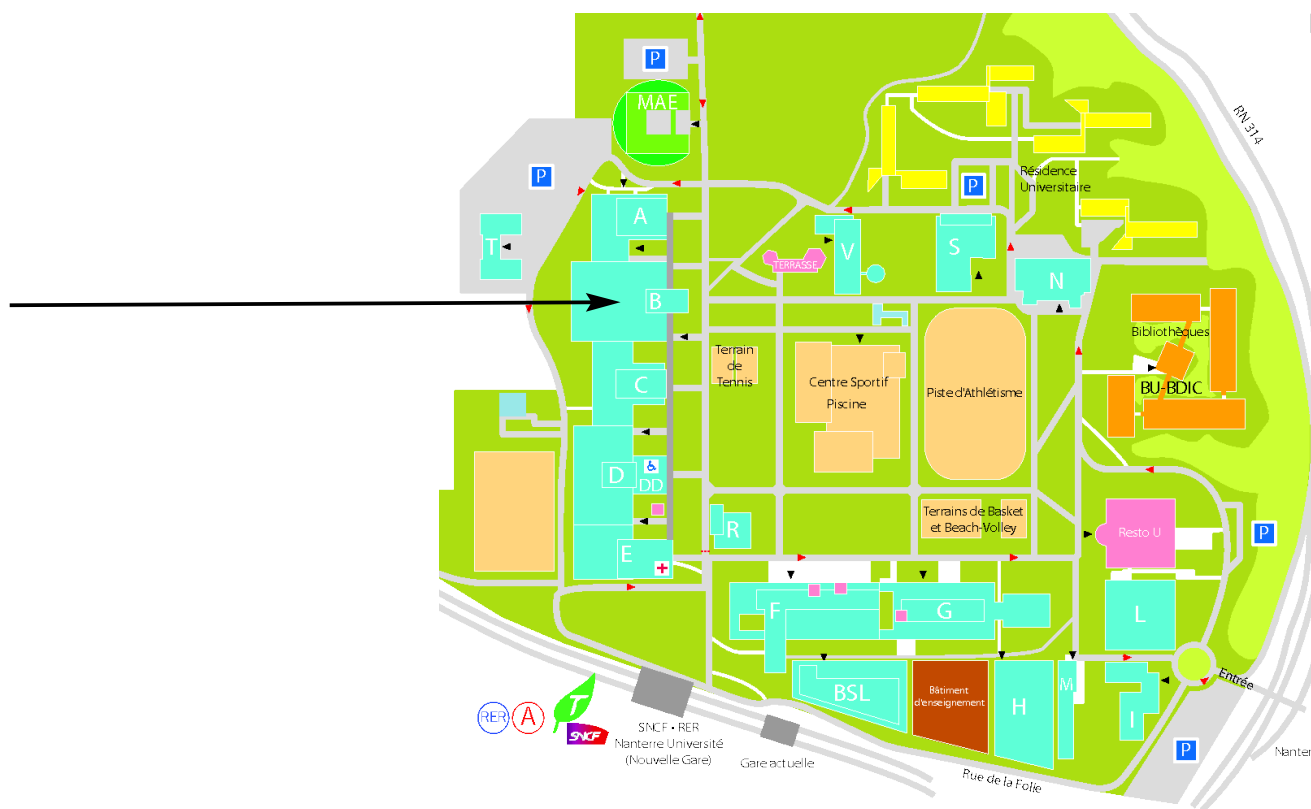 P
MAE
RN 314
P
P
Résidence
Universitaire
A
T
V
S
TERRASSE
N
B
Bibliothèques
BU-BDIC
Terrain
de
Tennis
Centre Sportif
Piscine
Piste d'Athlétisme
C
D
DD
R
Terrains de Basket
et Beach-Volley
Resto U
P
E
F
G
L
BSL
Bâtiment
d'enseignement
H
M
I
Entrée
RER
A
T
SNCF
SNCF • RER
Nanterre Université
(Nouvelle Gare)
Gare actuelle
Rue de la Folie
P